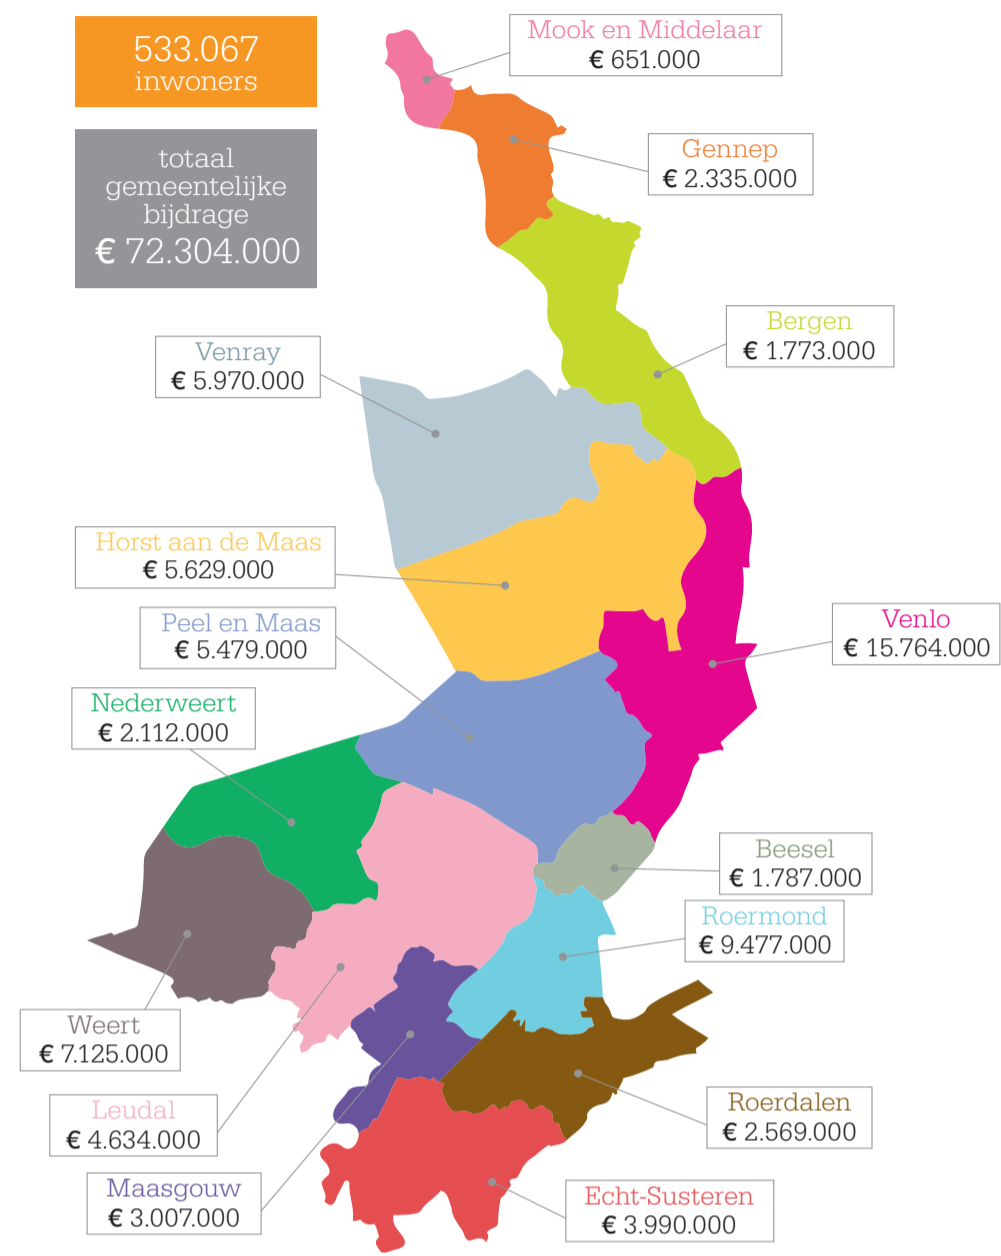 533.067
inwoners
totaal
gemeentelijke
bijdrage
€ 72.304.000
Mook en Middelaar
€ 651.000
Gennep
€ 2.335.000
Bergen
€ 1.773.000
Venray
€ 5.970.000
Horst aan de Maas
€ 5.629.000
Peel en Maas
€ 5.479.000
Venlo
€ 15.764.000
Nederweert
€ 2.112.000
Beesel
€ 1.787.000
Roermond
€ 9.477.000
Weert
€ 7.125.000
Leudal
€ 4.634.000
Roerdalen
€ 2.569.000
Maasgouw
€ 3.007.000
Echt-Susteren
€ 3.990.000